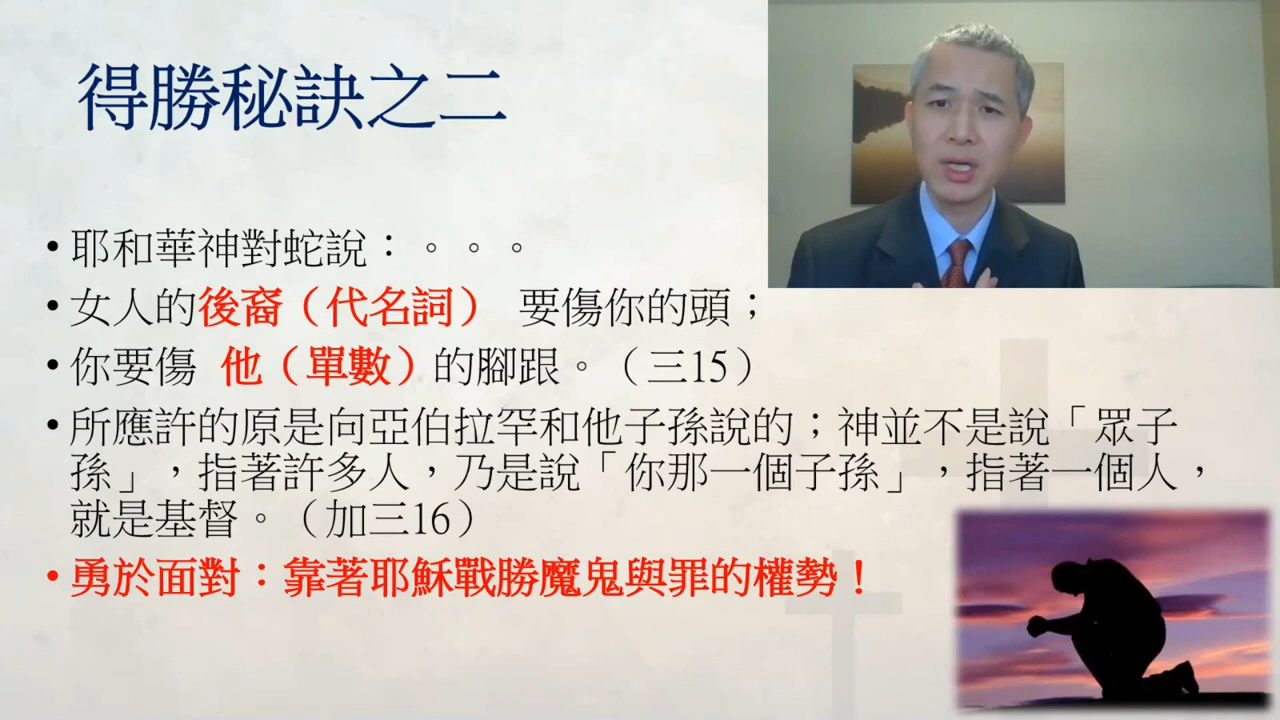 得勝秘訣之二
•耶和華神對蛇說：。。。
•女人的後裔（代名詞） 要傷你的頭；
•你要傷 他（單數）的腳跟。（三15）
•所應許的原是向亞伯拉罕和他子孫說的；神並不是說「眾子
孫」，指著許多人，乃是說「你那一個子孫」，指著一個人，
就是基督。（加三16）
•勇於面對：靠著耶穌戰勝魔鬼與罪的權勢！